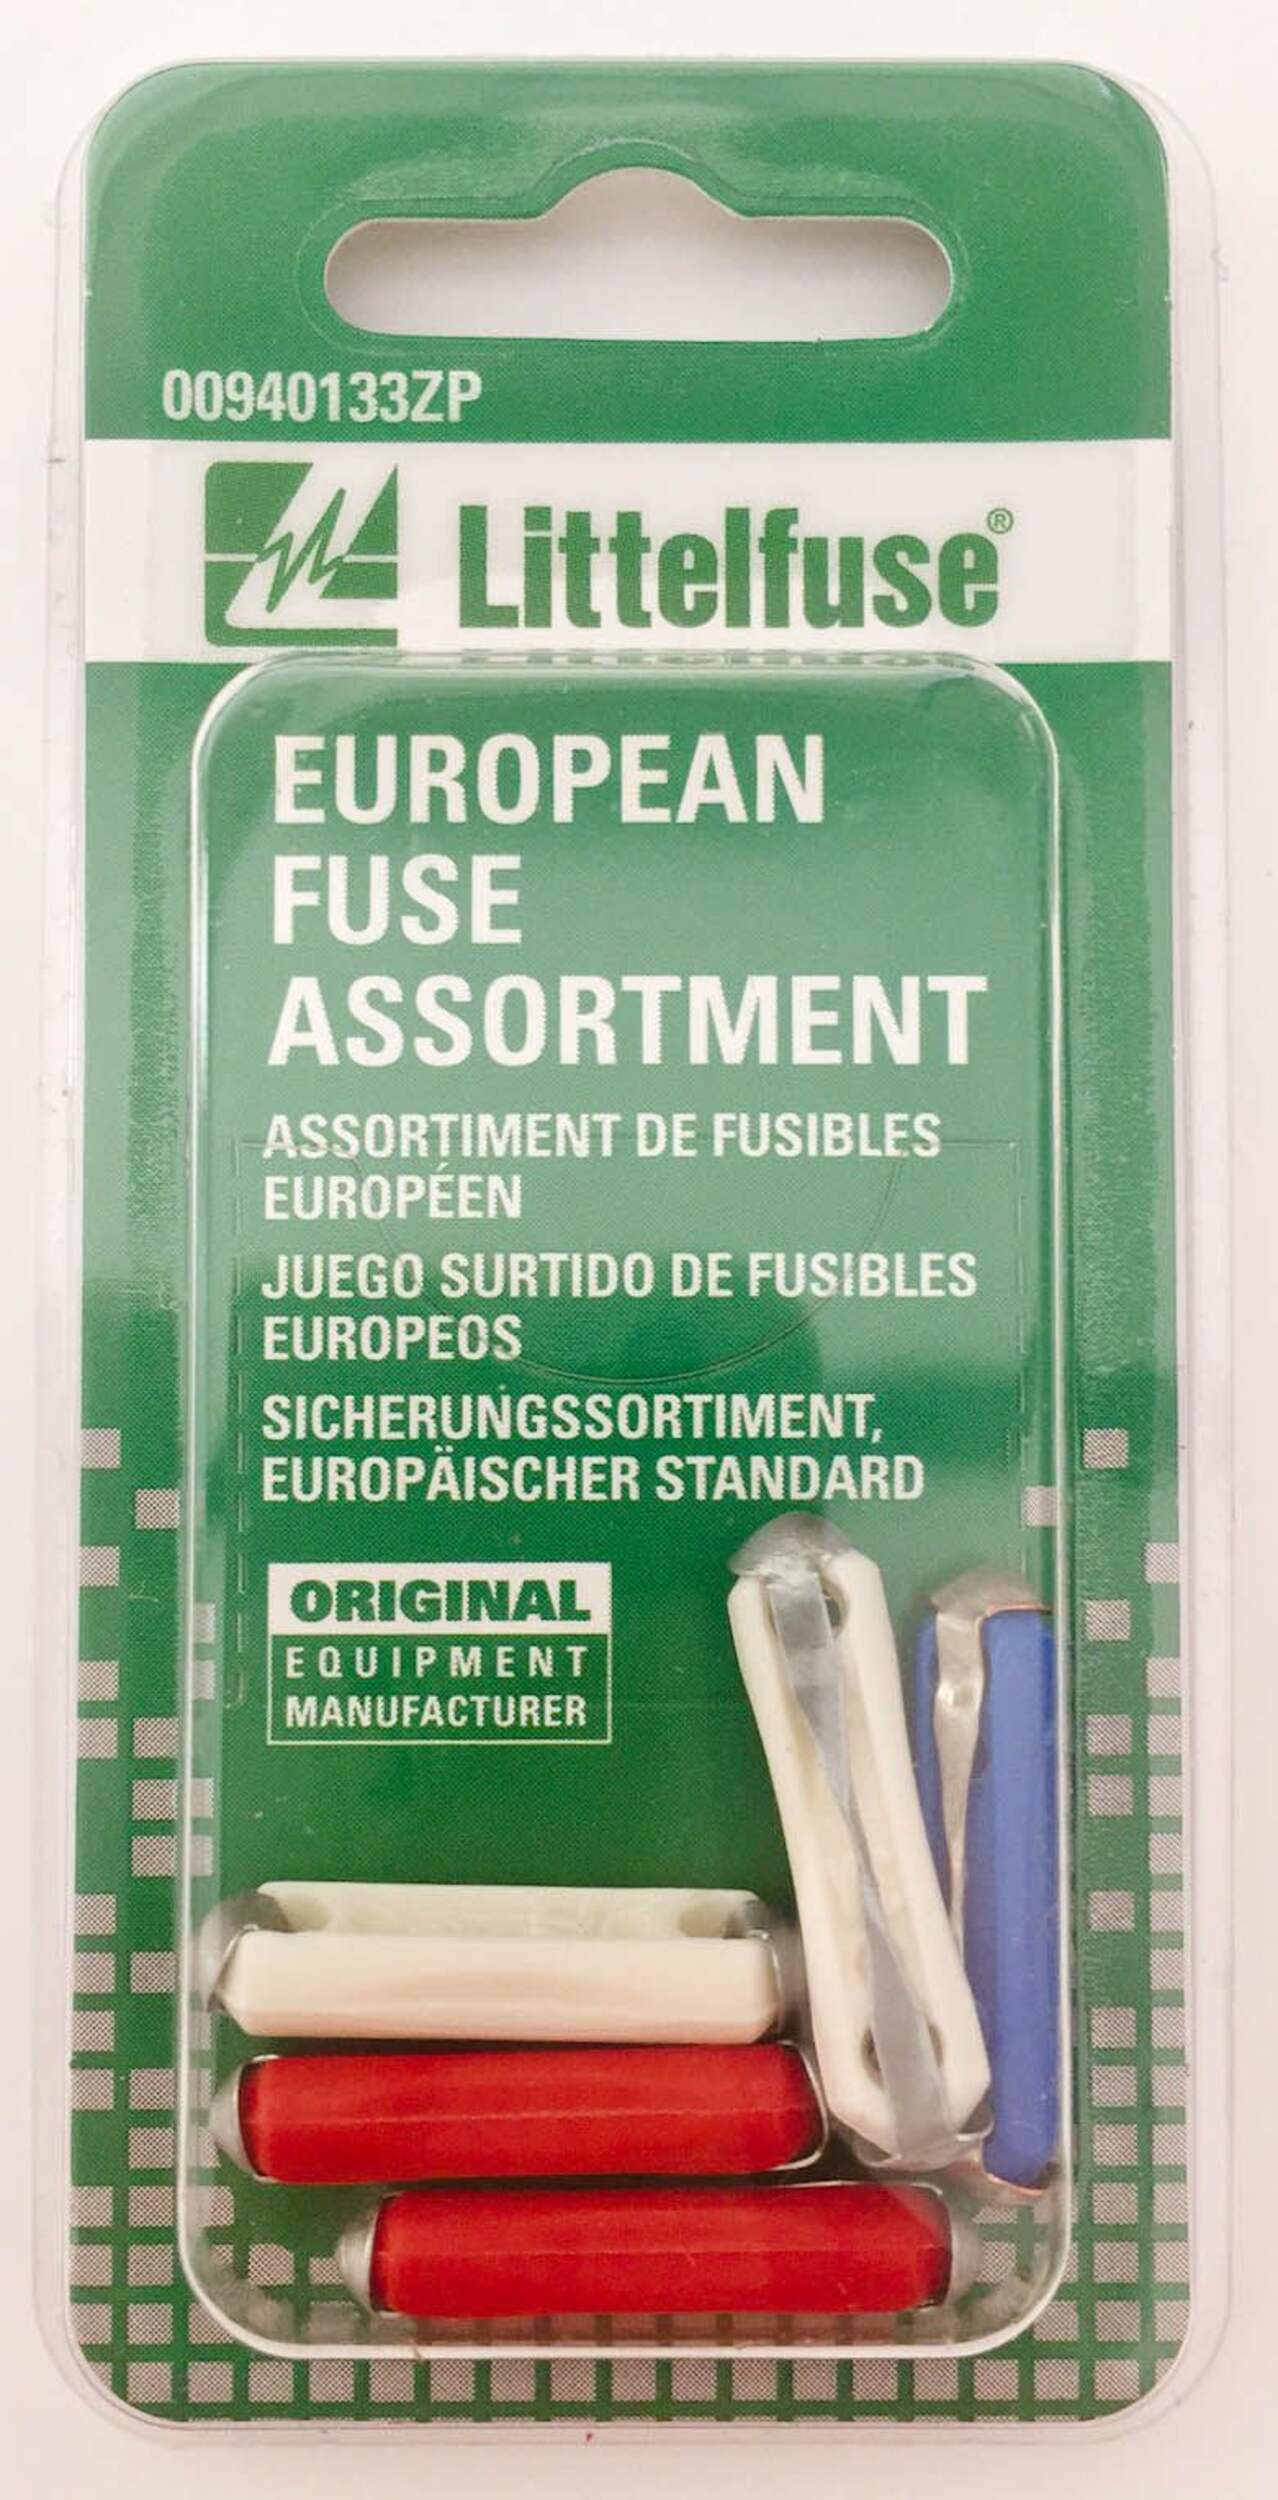 00940133ZP
Littelfuse®
EUROPEAN
FUSE
ASSORTMENT
ASSORTIMENT DE FUSIBLES
EUROPÉEN
JUEGO SURTIDO DE FUSIBLES
EUROPEOS
SICHERUNGSSORTIMENT,
EUROPÄISCHER STANDARD
ORIGINAL
EQUIPMENT
MANUFACTURER